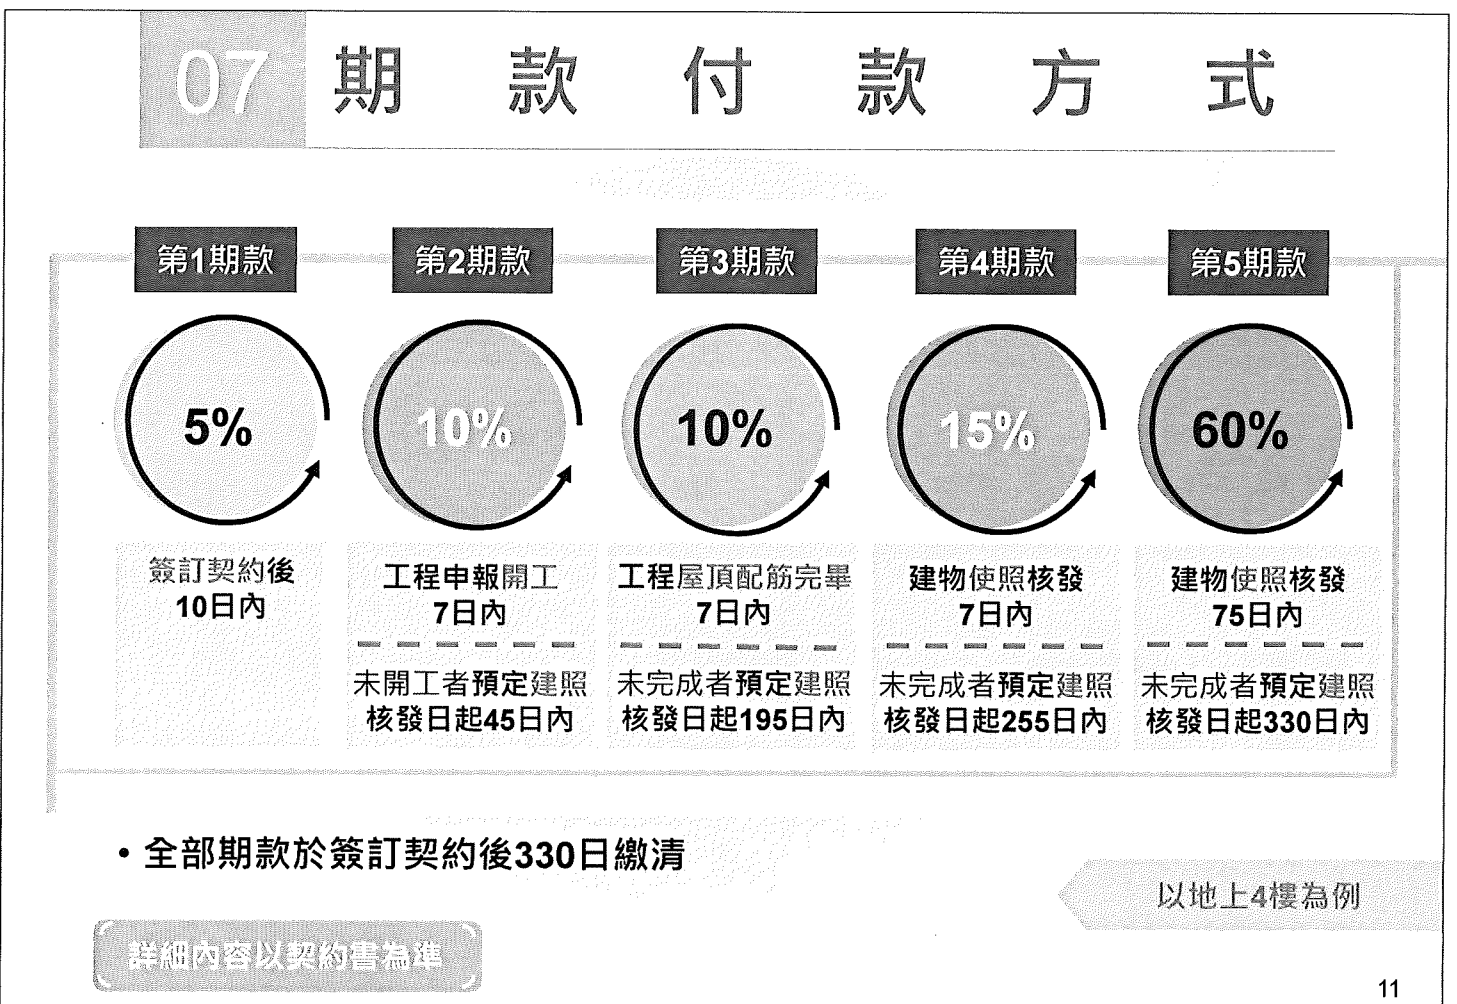 07 期款付款方式
第1期款
第2期款
第3期款
第4期款
第5期款
5%
10%
10%
15%
60%
簽訂契約後
10日內
工程申報開工
7日內
未開工者預定建照
核發日起45日內
工程屋頂配筋完畢
7日內
未完成者預定建照
核發日起195日內
建物使照核發
7日內
未完成者預定建照
核發日起255日內
建物使照核發
75日內
未完成者預定建照
核發日起330日內
• 全部期款於簽訂契約後330日繳清
以地上4樓為例
詳細內容以契約書為準
11